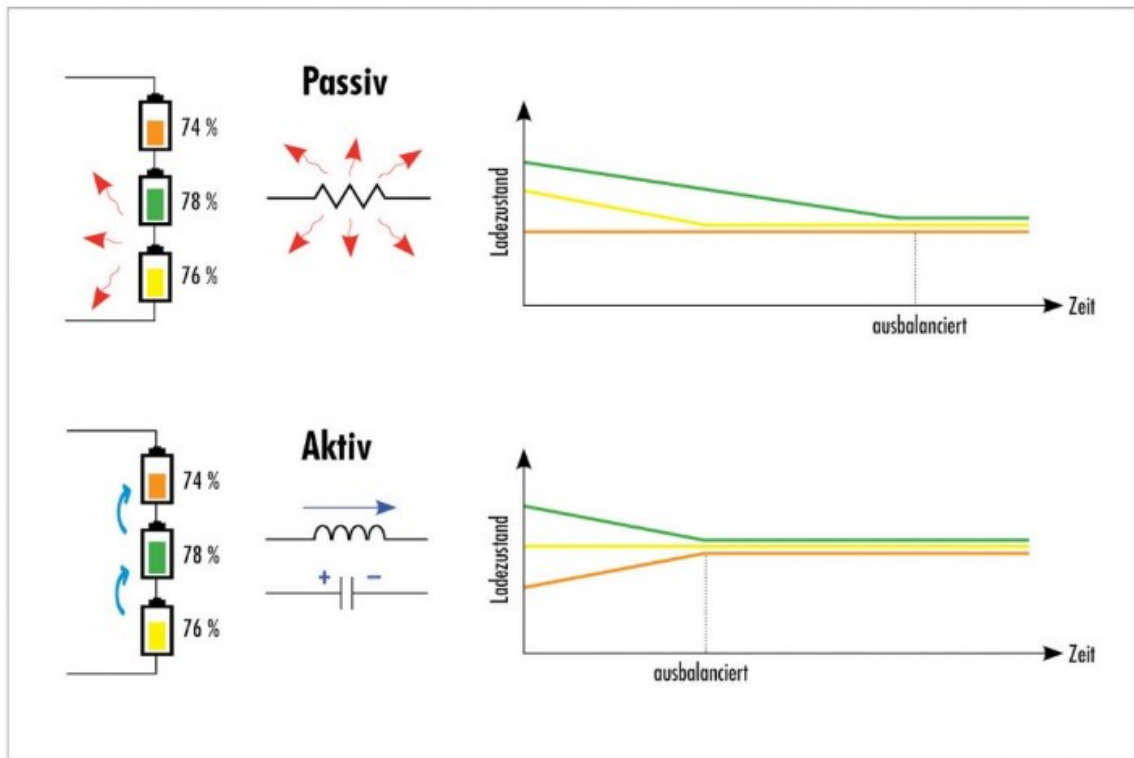 Passiv
74 %
78 %
76 %
Ladezustand
Zeit
ausbalanciert
Aktiv
74 %
78 %
76 %
+ −
Ladezustand
Zeit
ausbalanciert